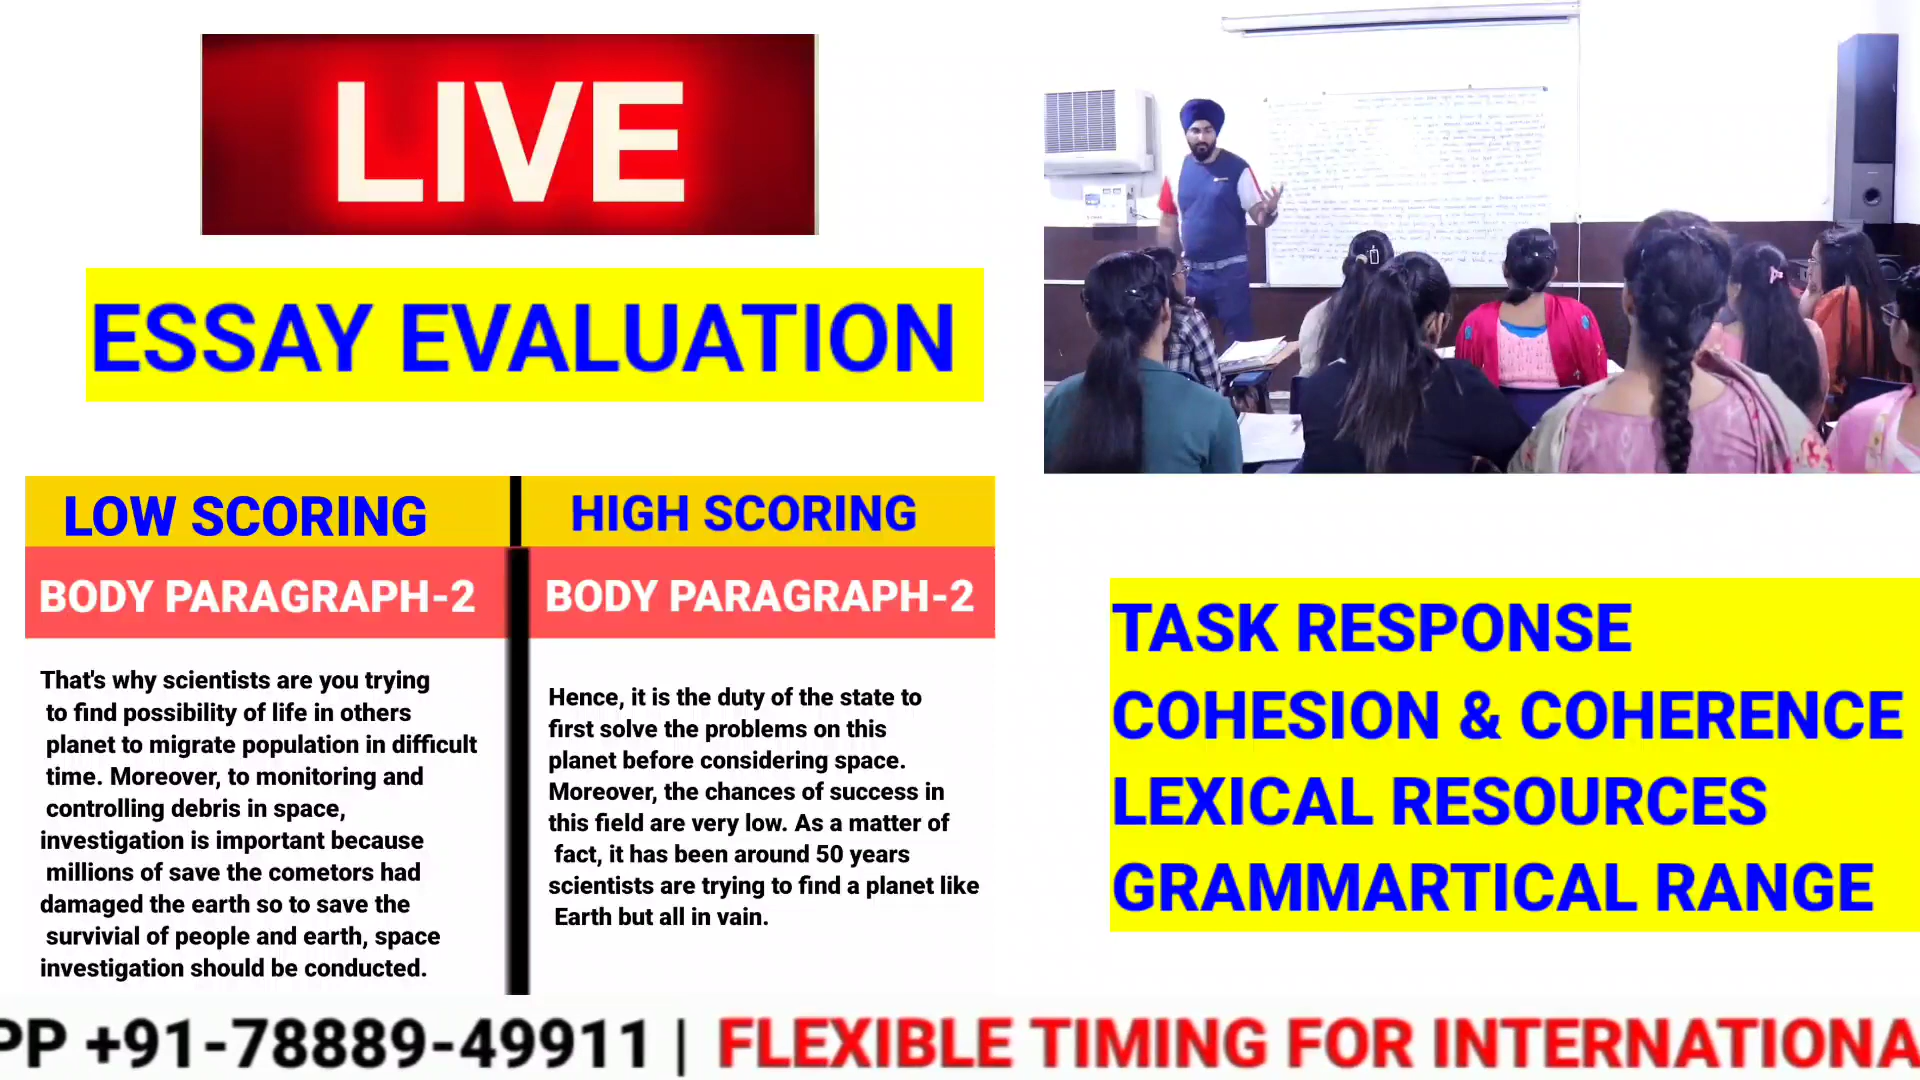 LIVE
ESSAY EVALUATION
LOW SCORING
HIGH SCORING
BODY PARAGRAPH-2
BODY PARAGRAPH-2
That's why scientists are you trying
to find possibility of life in others
planet to migrate population in difficult
time. Moreover, to monitoring and
controlling debris in space,
investigation is important because
millions of save the cometors had
damaged the earth so to save the
survivial of people and earth, space
investigation should be conducted.
Hence, it is the duty of the state to
first solve the problems on this
planet before considering space.
Moreover, the chances of success in
this field are very low. As a matter of
fact, it has been around 50 years
scientists are trying to find a planet like
Earth but all in vain.
TASK RESPONSE
COHESION & COHERENCE
LEXICAL RESOURCES
GRAMMARTICAL RANGE
PP +91-78889-49911 | FLEXIBLE TIMING FOR INTERNATIONA